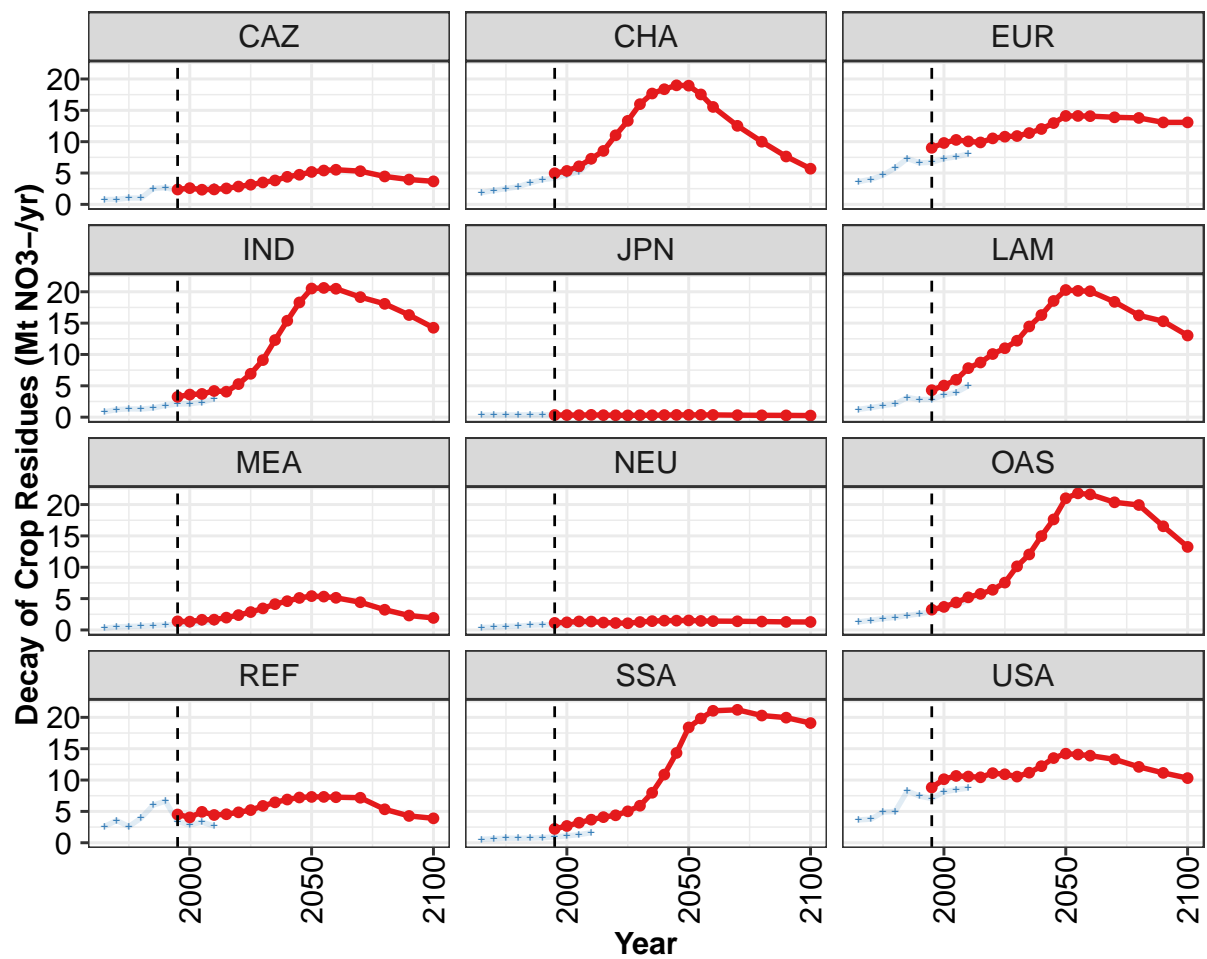 CAZ CHA EUR
20
15
10
5
0
IND JPN LAM
20
15
10
5
0
MEA NEU OAS
20
15
10
5
0
REF SSA USA
20
15
10
5
0
2000 2050 2100 2000 2050 2100 2000 2050 2100
Year
Decay of Crop Residues (Mt NO3−/yr)